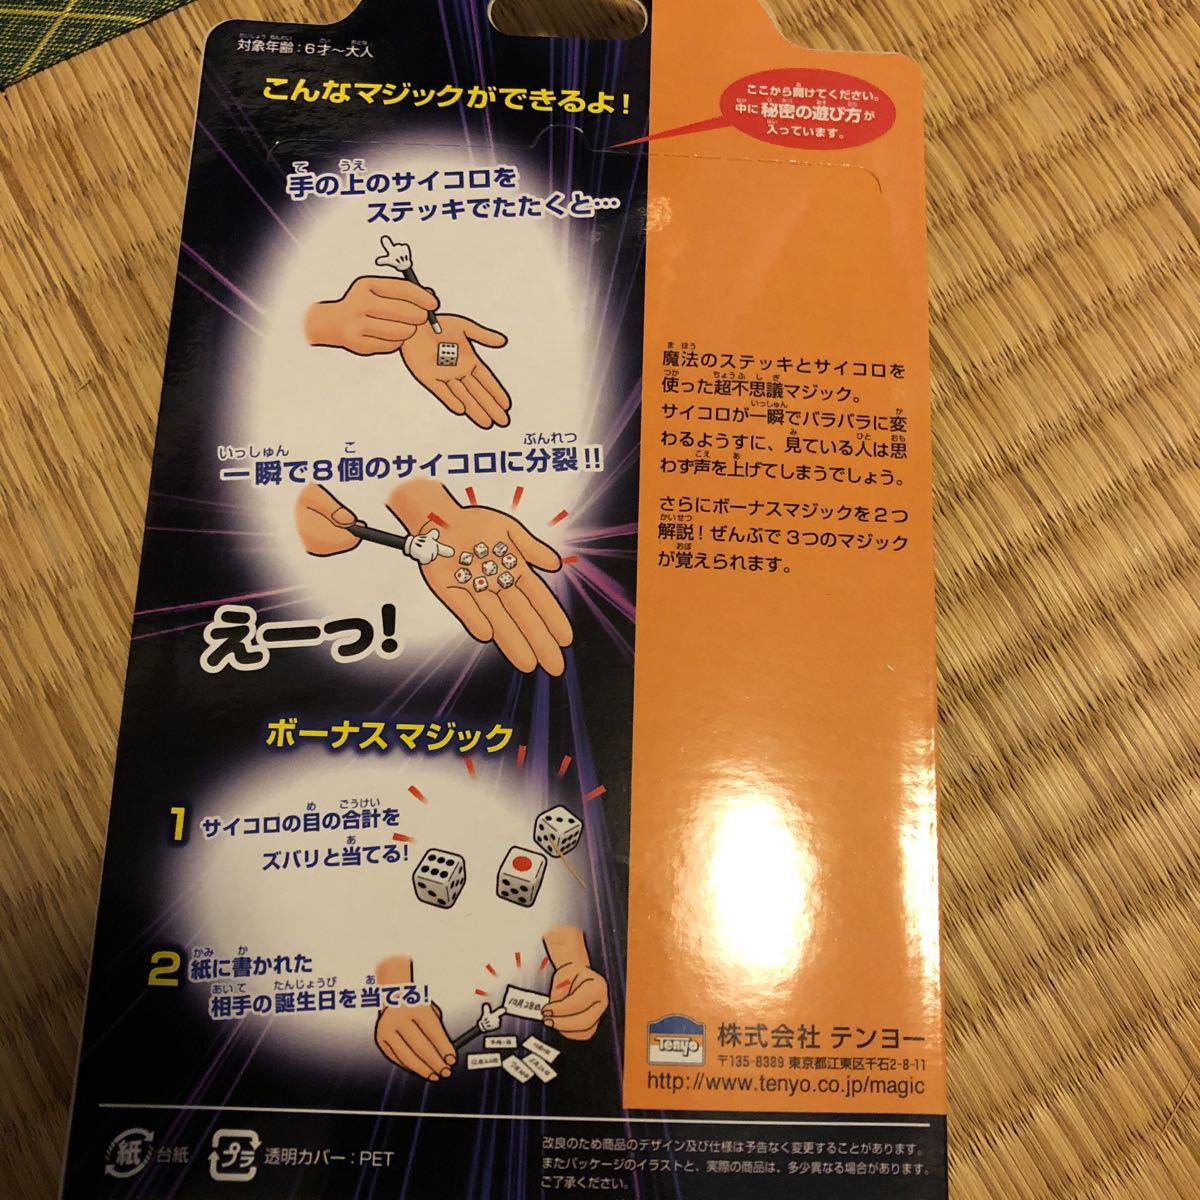 対象年齢：6才〜大人
こんなマジックができるよ！
ここから開けてください。
中に秘密の遊び方が
入っています。
手の上のサイコロを
ステッキでたたくと…
一瞬で8個のサイコロに分裂!!
えーっ!
魔法のステッキとサイコロを
使った超不思議マジック。
サイコロが一瞬でバラバラに変
わるようすに、見ている人は思
わず声を上げてしまうでしょう。
さらにボーナスマジックを2つ
解説！ぜんぶで3つのマジック
が覚えられます。
ボーナスマジック
1 サイコロの目の合計を
ズバリと当てる!
2 紙に書かれた
相手の誕生日を当てる!
10月28日
Tenyo
株式会社 テンヨー
〒135-8389 東京都江東区千石2-8-11
http://www.tenyo.co.jp/magic
紙 台紙
プラ 透明カバー：PET
改良のため商品のデザイン及び仕様は予告なく変更することがあります。
またパッケージのイラストと、実際の商品は、多少異なる場合があります。
ご了承ください。